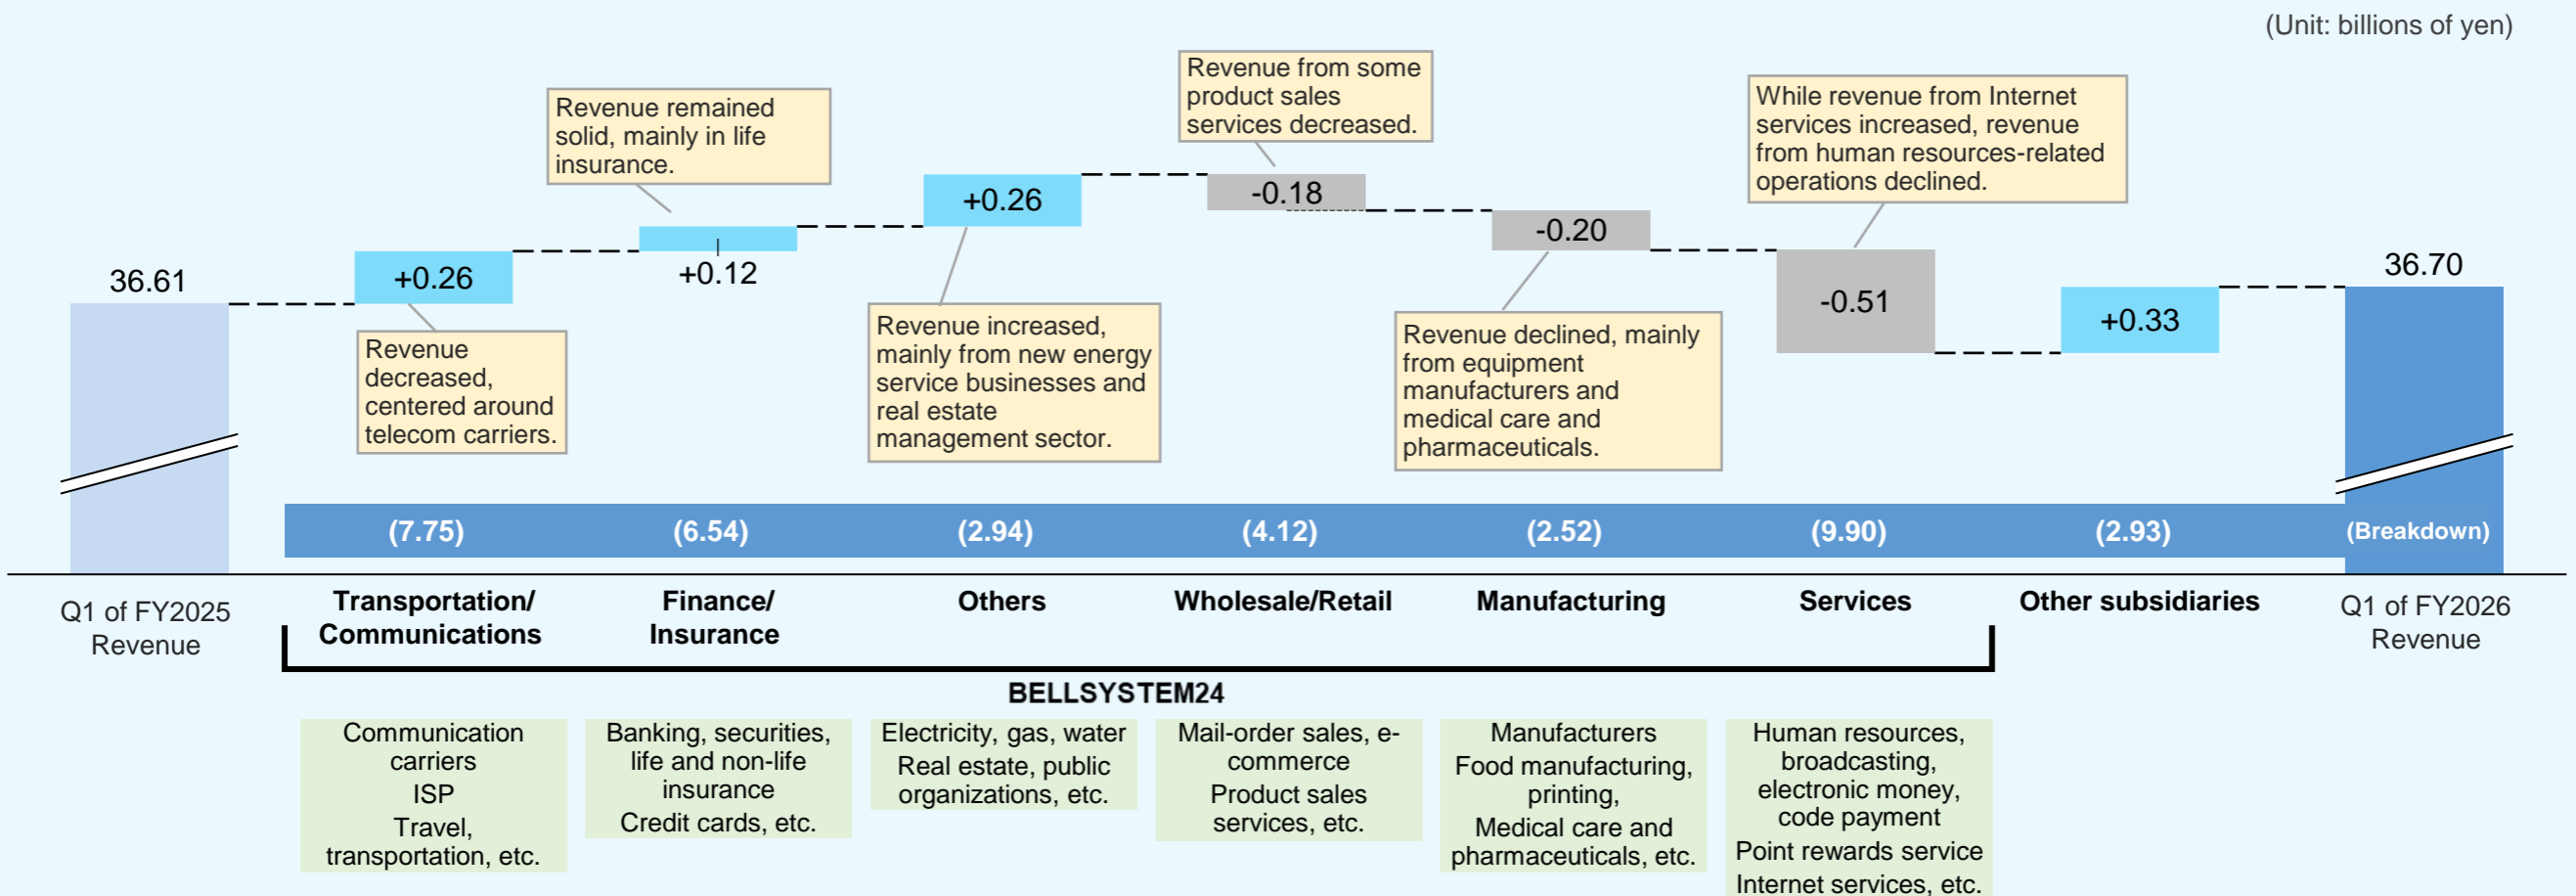 (Unit: billions of yen)
Revenue remained
solid, mainly in life
insurance.
Revenue from some
product sales
services decreased.
While revenue from Internet
services increased, revenue
from human resources-related
operations declined.
36.61
+0.26
+0.12
+0.26
-0.18
-0.20
-0.51
+0.33
36.70
Revenue
decreased,
centered around
telecom carriers.
Revenue increased,
mainly from new energy
service businesses and
real estate
management sector.
Revenue declined, mainly
from equipment
manufacturers and
medical care and
pharmaceuticals.
(7.75)
(6.54)
(2.94)
(4.12)
(2.52)
(9.90)
(2.93)
(Breakdown)
Q1 of FY2025
Revenue
Transportation/
Communications
Finance/
Insurance
Others
Wholesale/Retail
Manufacturing
Services
Other subsidiaries
Q1 of FY2026
Revenue
BELLSYSTEM24
Communication
carriers
ISP
Travel,
transportation, etc.
Banking, securities,
life and non-life
insurance
Credit cards, etc.
Electricity, gas, water
Real estate, public
organizations, etc.
Mail-order sales, e-
commerce
Product sales
services, etc.
Manufacturers
Food manufacturing,
printing,
Medical care and
pharmaceuticals, etc.
Human resources,
broadcasting,
electronic money,
code payment
Point rewards service
Internet services, etc.